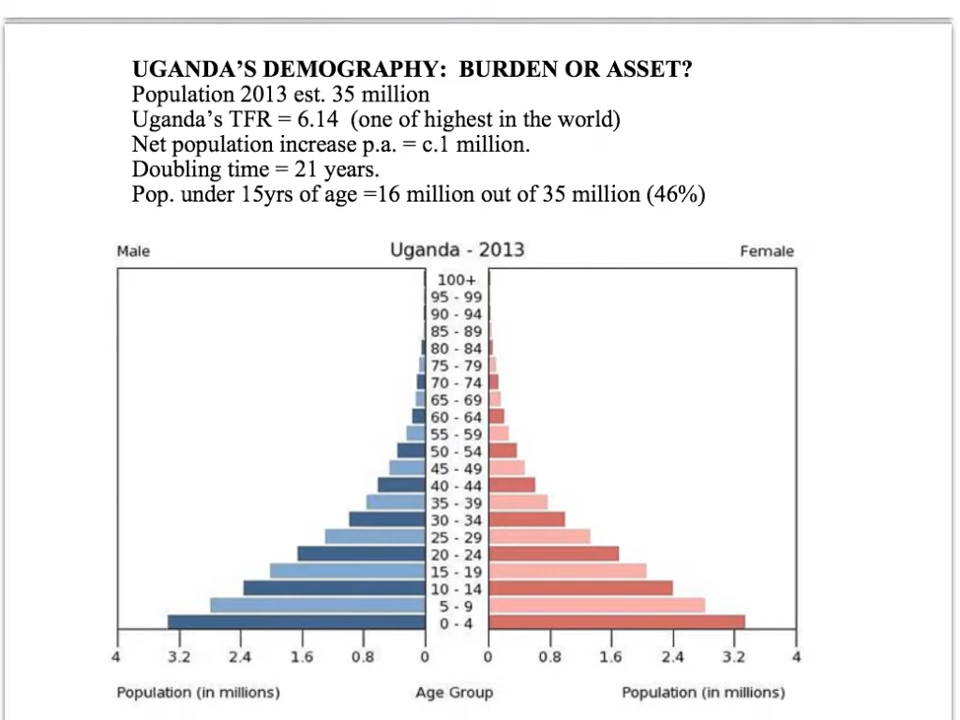 UGANDA'S DEMOGRAPHY:  BURDEN OR ASSET?
Population 2013 est. 35 million
Uganda's TFR = 6.14  (one of highest in the world)
Net population increase p.a. = c.1 million.
Doubling time = 21 years.
Pop. under 15yrs of age =16 million out of 35 million (46%)
Male Uganda - 2013 Female
100+
95 - 99
90 - 94
85 - 89
80 - 84
75 - 79
70 - 74
65 - 69
60 - 64
55 - 59
50 - 54
45 - 49
40 - 44
35 - 39
30 - 34
25 - 29
20 - 24
15 - 19
10 - 14
5 - 9
0 - 4
4 3.2 2.4 1.6 0.8 0 0 0.8 1.6 2.4 3.2 4
Population (in millions) Age Group Population (in millions)